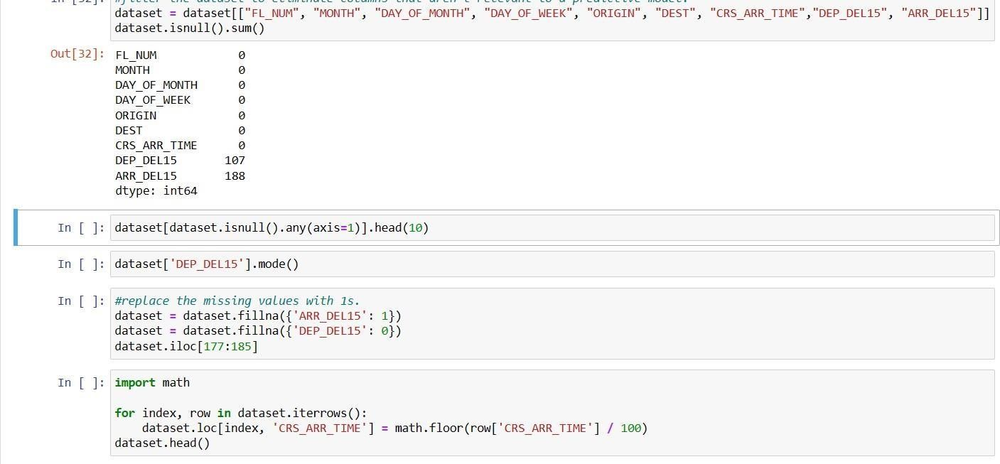 In [32]: #filter the dataset to eliminate columns that aren't relevant to a predictive model.
dataset = dataset[["FL_NUM", "MONTH", "DAY_OF_MONTH", "DAY_OF_WEEK", "ORIGIN", "DEST", "CRS_ARR_TIME","DEP_DEL15", "ARR_DEL15"]]
dataset.isnull().sum()
Out[32]: FL_NUM 0
MONTH 0
DAY_OF_MONTH 0
DAY_OF_WEEK 0
ORIGIN 0
DEST 0
CRS_ARR_TIME 0
DEP_DEL15 107
ARR_DEL15 188
dtype: int64
In [ ]: dataset[dataset.isnull().any(axis=1)].head(10)
In [ ]: dataset['DEP_DEL15'].mode()
In [ ]: #replace the missing values with 1s.
dataset = dataset.fillna({'ARR_DEL15': 1})
dataset = dataset.fillna({'DEP_DEL15': 0})
dataset.iloc[177:185]
In [ ]: import math
for index, row in dataset.iterrows():
    dataset.loc[index, 'CRS_ARR_TIME'] = math.floor(row['CRS_ARR_TIME'] / 100)
dataset.head()